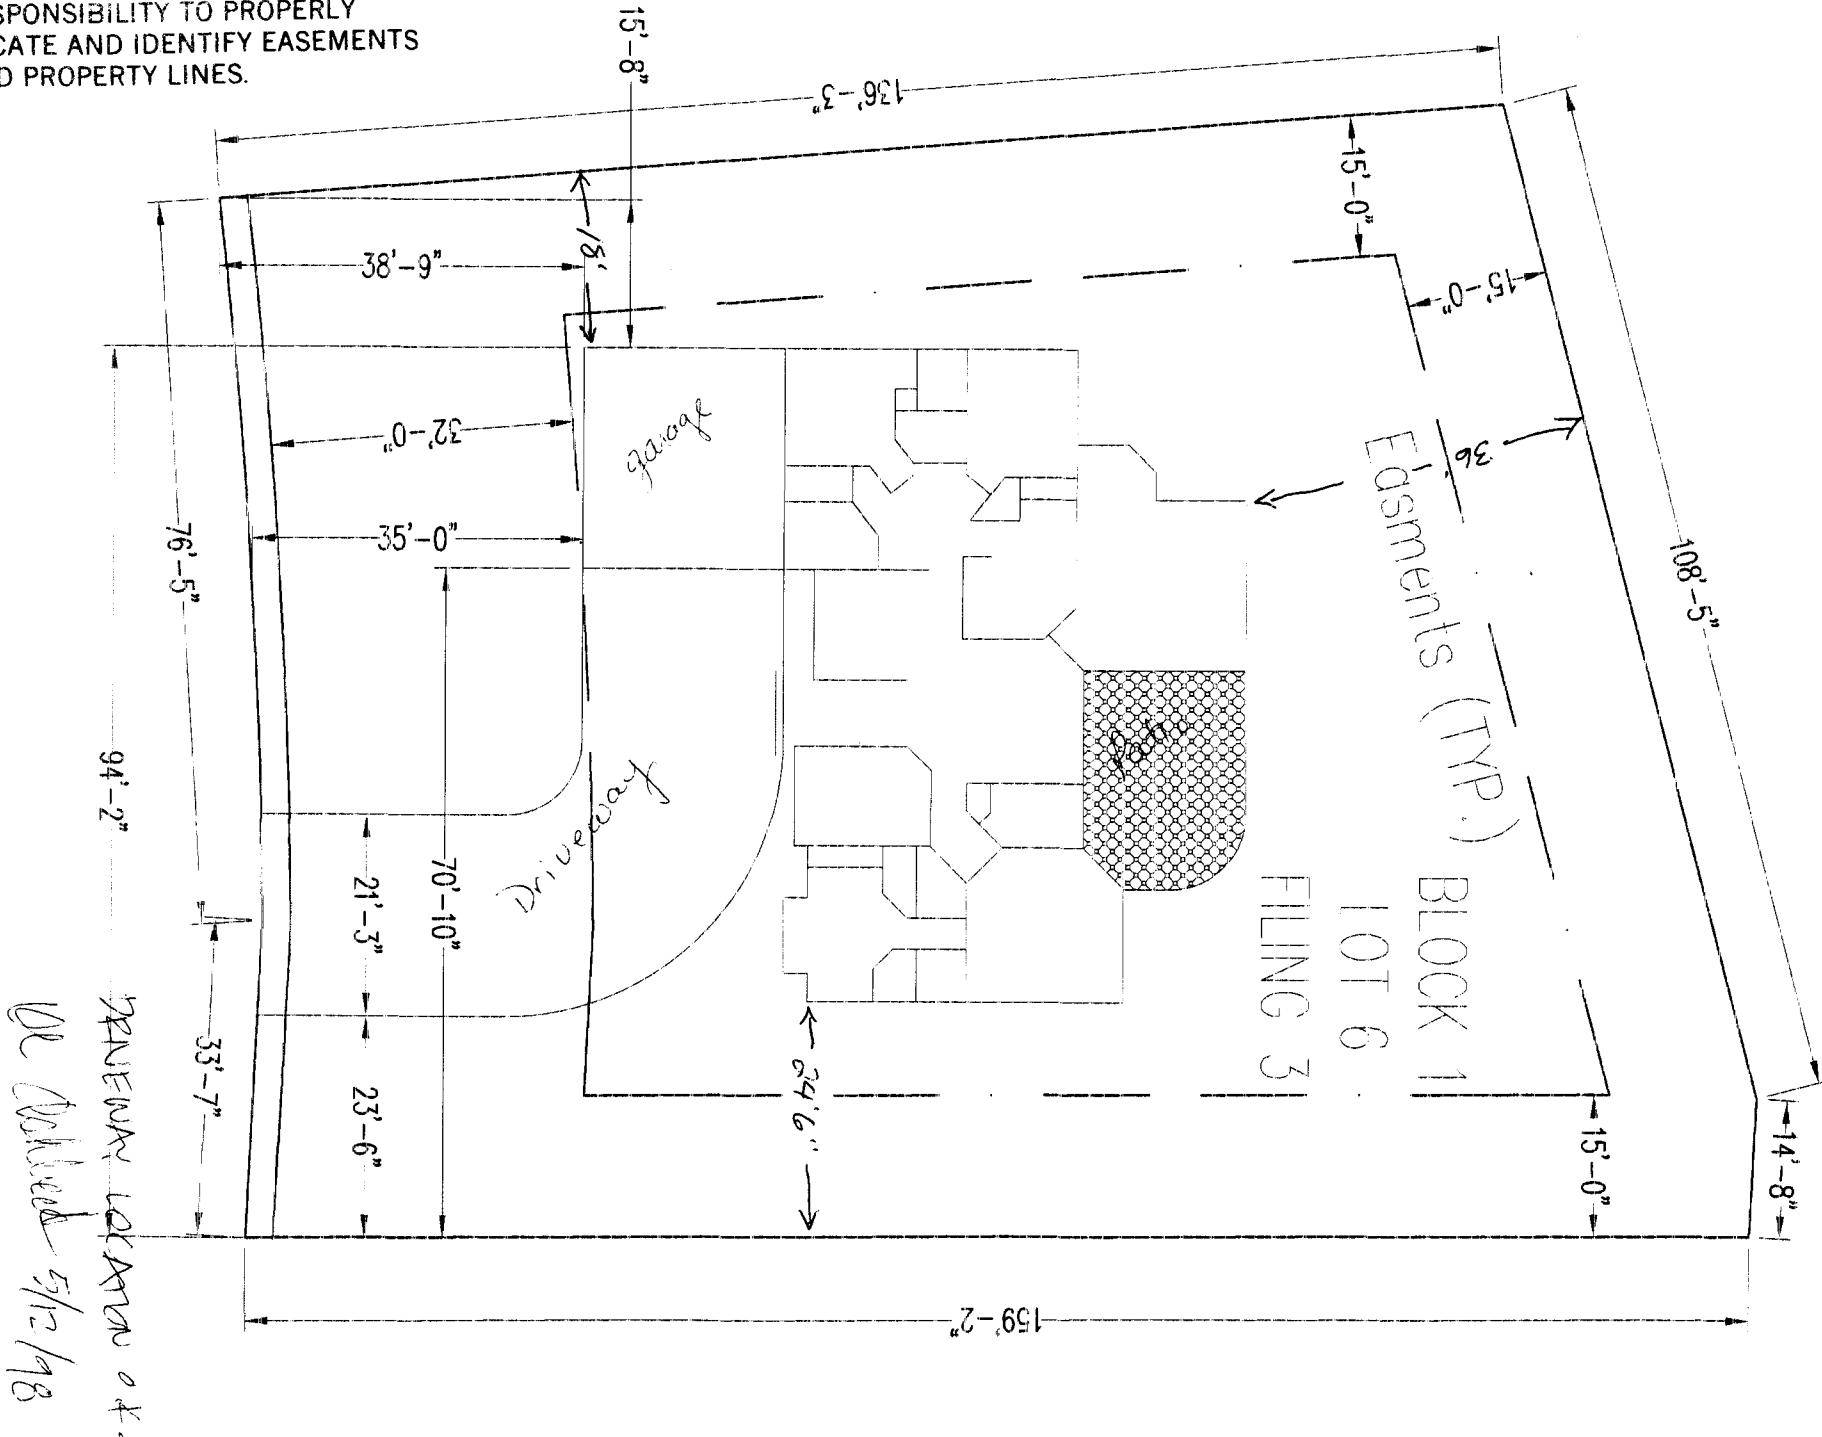 SPONSIBILITY TO PROPERLY
CATE AND IDENTIFY EASEMENTS
D PROPERTY LINES.
15'-8"
136'-3"
15'-0"
15'-0"
38'-9"
18'
32'-0"
garage
36'
Easments (TYP.)
108'-5"
35'-0"
76'-5"
94'-2"
Patio
Driveway
70'-10"
21'-3"
BLOCK 1
LOT 6
FILING 3
33'-7"
23'-6"
24'6"
15'-0"
14'-8"
159'-2"
DRIVEWAY LOCATION O.K.
5/12/98